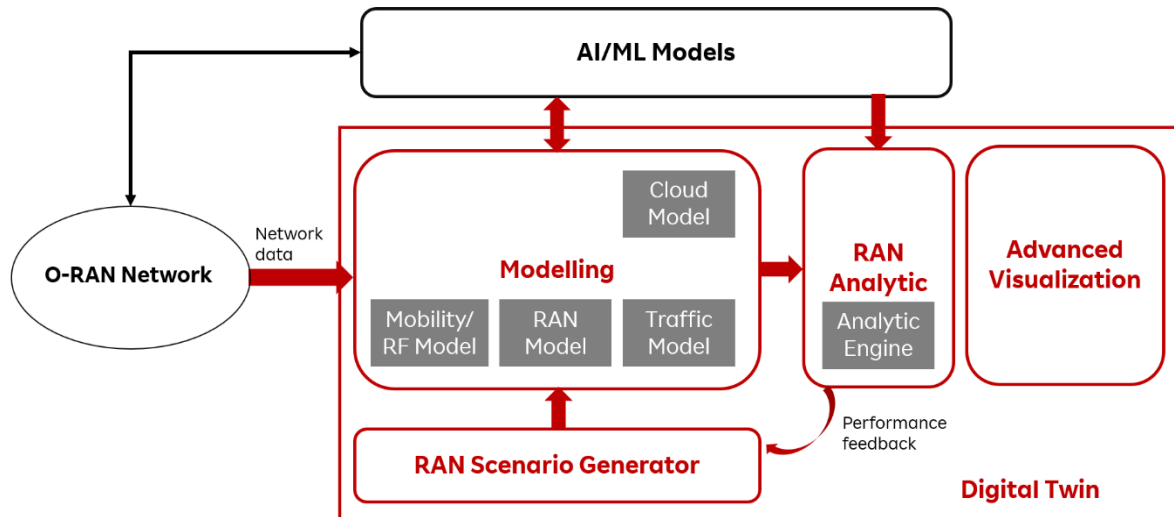 AI/ML Models
Cloud
Model
Network
data
O-RAN Network
Modelling
RAN
Analytic
Advanced
Visualization
Mobility/
RF Model
RAN
Model
Traffic
Model
Analytic
Engine
Performance
feedback
RAN Scenario Generator
Digital Twin